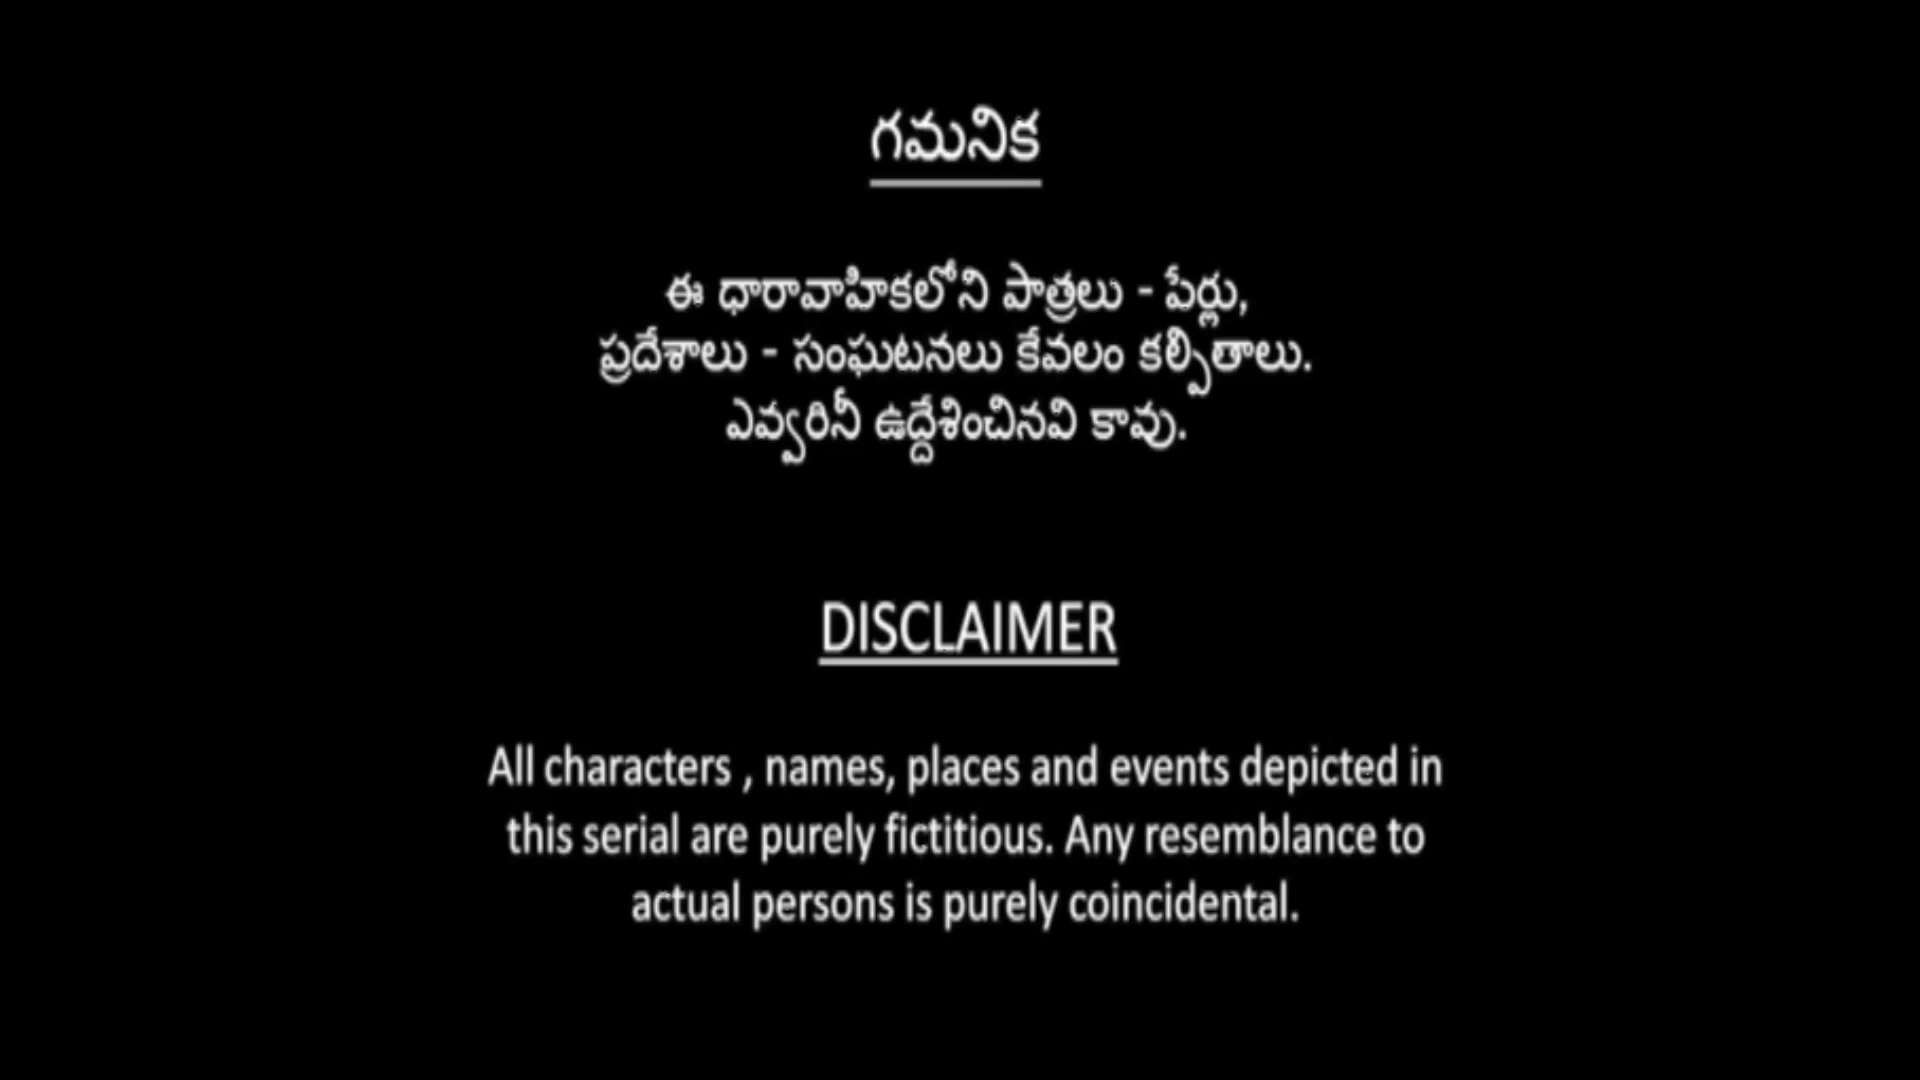 గమనిక
ఈ ధారావాహికలోని పాత్రలు - పేర్లు,
ప్రదేశాలు - సంఘటనలు కేవలం కల్పితాలు.
ఎవ్వరినీ ఉద్దేశించినవి కావు.
DISCLAIMER
All characters , names, places and events depicted in
this serial are purely fictitious. Any resemblance to
actual persons is purely coincidental.